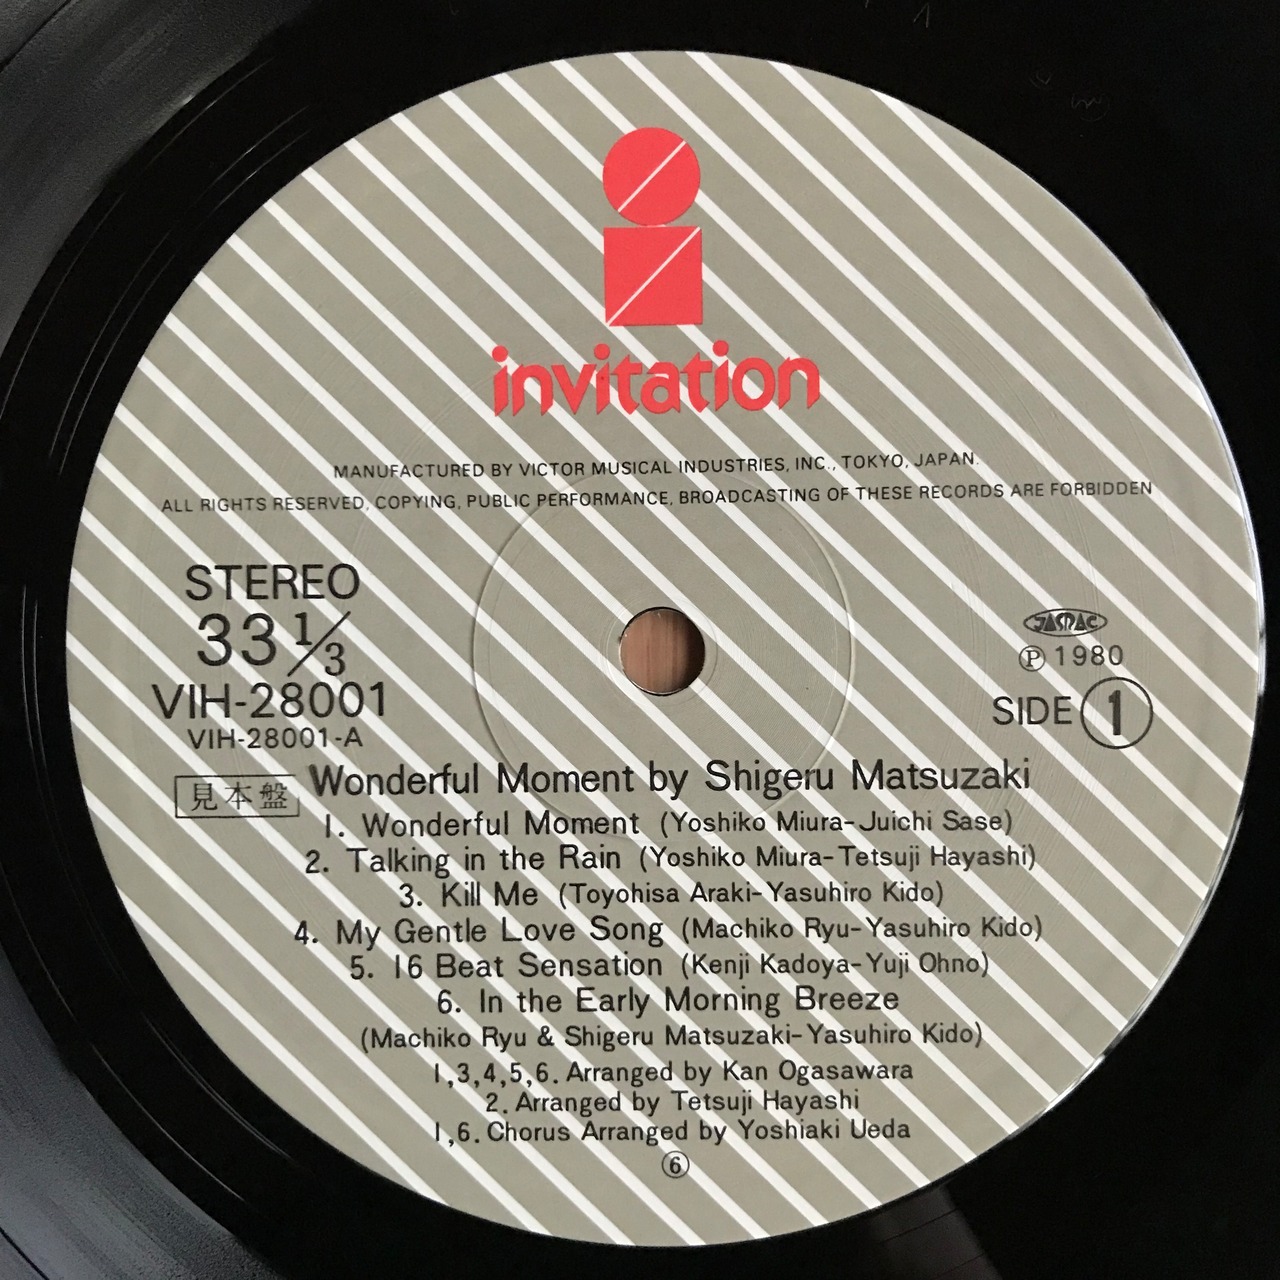 invitation
MANUFACTURED BY VICTOR MUSICAL INDUSTRIES, INC., TOKYO, JAPAN.
ALL RIGHTS RESERVED, COPYING, PUBLIC PERFORMANCE, BROADCASTING OF THESE RECORDS ARE FORBIDDEN
STEREO
33 1/3
VIH-28001
VIH-28001-A
JASRAC
Ⓟ 1980
SIDE 1
見本盤
Wonderful Moment by Shigeru Matsuzaki
1. Wonderful Moment (Yoshiko Miura-Juichi Sase)
2. Talking in the Rain (Yoshiko Miura-Tetsuji Hayashi)
3. Kill Me (Toyohisa Araki-Yasuhiro Kido)
4. My Gentle Love Song (Machiko Ryu-Yasuhiro Kido)
5. 16 Beat Sensation (Kenji Kadoya-Yuji Ohno)
6. In the Early Morning Breeze
(Machiko Ryu & Shigeru Matsuzaki-Yasuhiro Kido)
1,3,4,5,6. Arranged by Kan Ogasawara
2. Arranged by Tetsuji Hayashi
1,6. Chorus Arranged by Yoshiaki Ueda
⑥